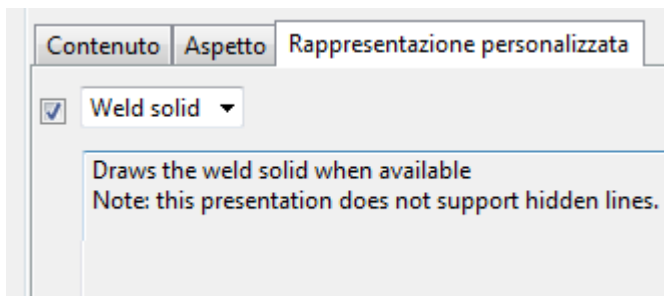 Contenuto Aspetto Rappresentazione personalizzata
Weld solid
Draws the weld solid when available
Note: this presentation does not support hidden lines.